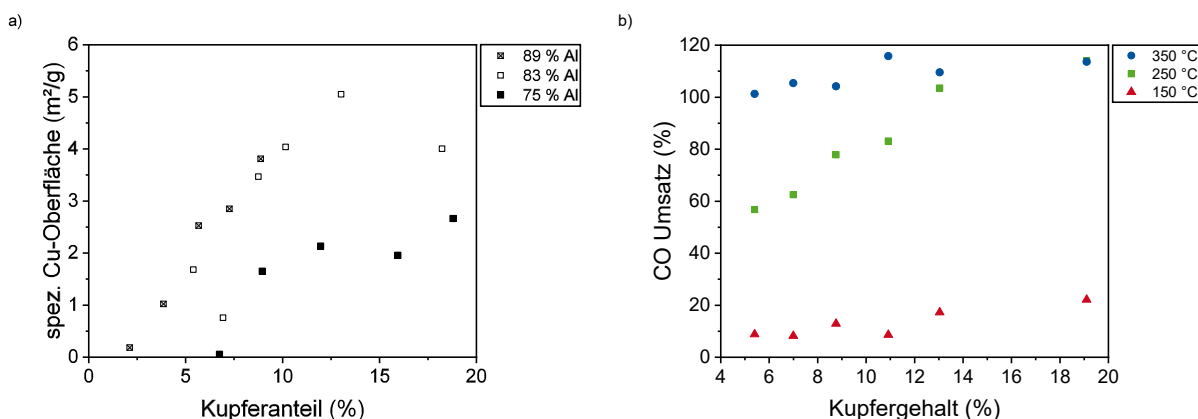 a)
spez. Cu-Oberfläche (m²/g)
6
5
4
3
2
1
0
0 5 10 15 20
Kupferanteil (%)
89 % Al
83 % Al
75 % Al
b)
CO Umsatz (%)
120
100
80
60
40
20
0
4 6 8 10 12 14 16 18 20
Kupfergehalt (%)
350 °C
250 °C
150 °C